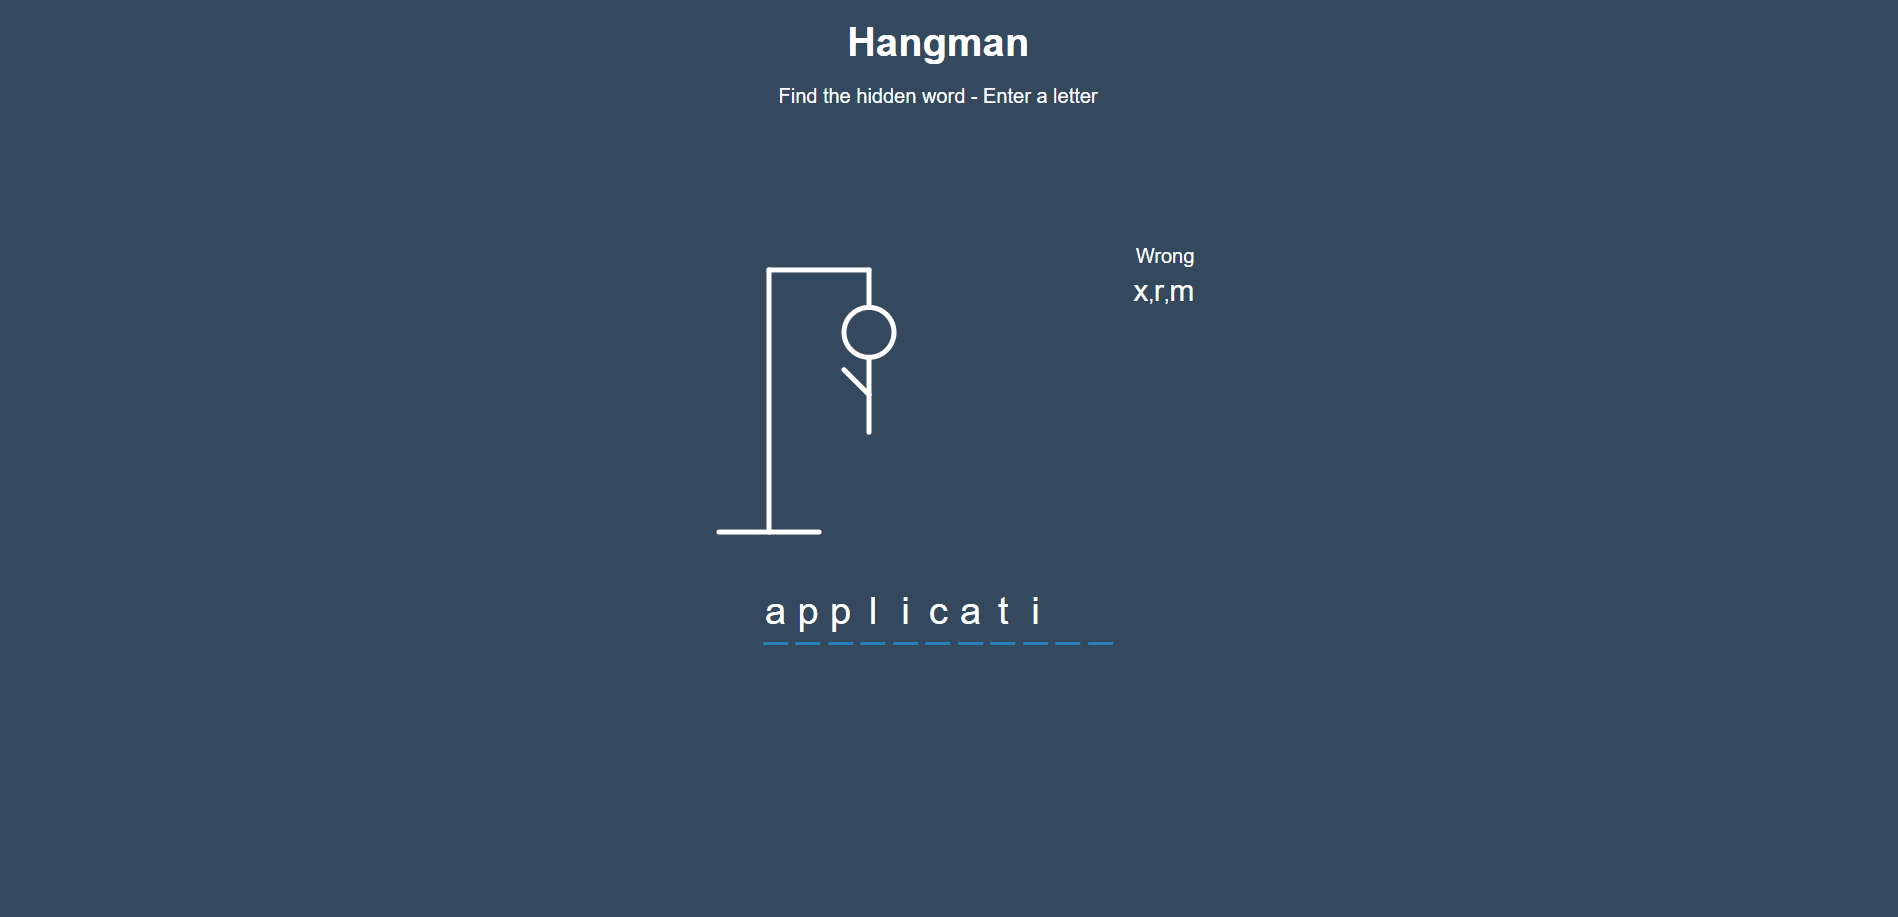 Hangman
Find the hidden word - Enter a letter
Wrong
x,r,m
a p p l i c a t i